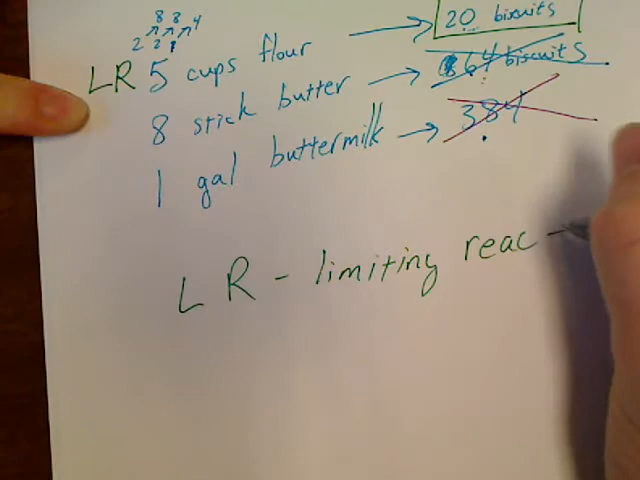 8 8 4
2 2 8
LR 5 cups flour → 20 biscuits
8 stick butter → 64 biscuits
1 gal buttermilk → 384
LR - limiting reac